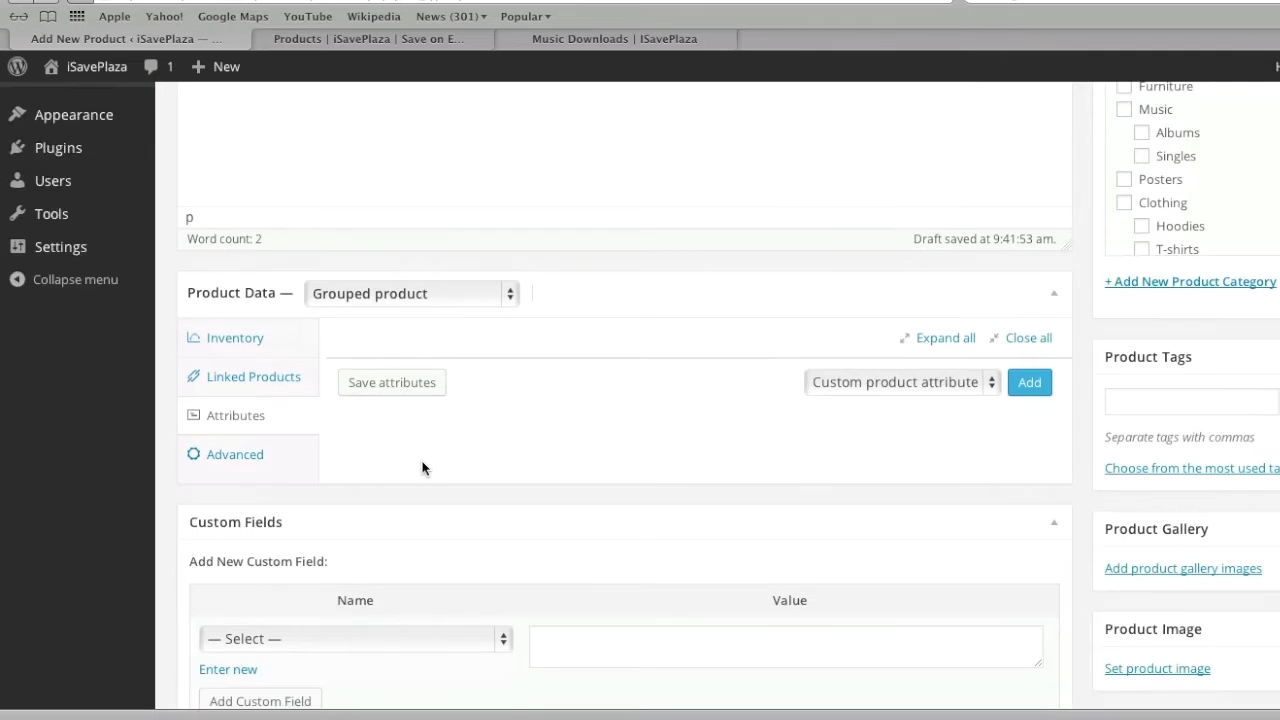 Apple Yahoo! Google Maps YouTube Wikipedia News (301) Popular
Add New Product ‹ iSavePlaza — ... Products | iSavePlaza | Save on E... Music Downloads | ISavePlaza
iSavePlaza 1 + New
Appearance
Plugins
Users
Tools
Settings
Collapse menu
p
Word count: 2 Draft saved at 9:41:53 am.
Product Data — Grouped product
Inventory
Linked Products
Attributes
Advanced
Expand all Close all
Save attributes Custom product attribute Add
Custom Fields
Add New Custom Field:
Name Value
— Select —
Enter new
Add Custom Field
Furniture
Music
Albums
Singles
Posters
Clothing
Hoodies
T-shirts
+ Add New Product Category
Product Tags
Separate tags with commas
Choose from the most used ta
Product Gallery
Add product gallery images
Product Image
Set product image